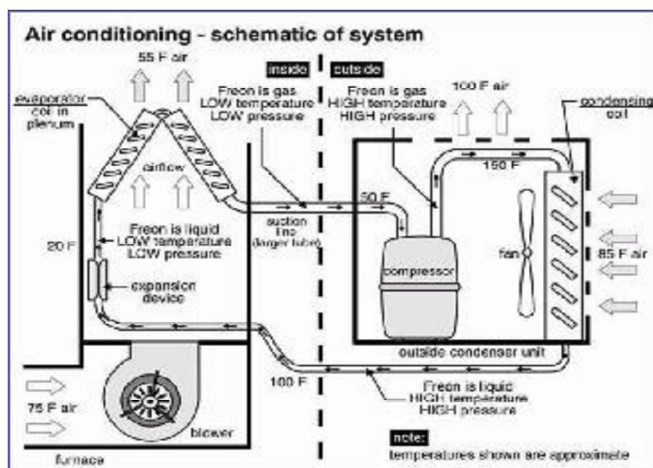 Air conditioning - schematic of system
55 F air
inside
outside
evaporator
coil in
plenum
airflow
Freon is gas
LOW temperature
LOW pressure
Freon is gas
HIGH temperature
HIGH pressure
100 F air
condensing
coil
150 F
50 F
20 F
Freon is liquid
LOW temperature
LOW pressure
suction
line
(larger tube)
compressor
fan
85 F air
expansion
device
outside condenser unit
100 F
Freon is liquid
HIGH temperature
HIGH pressure
75 F air
blower
furnace
note:
temperatures shown are approximate